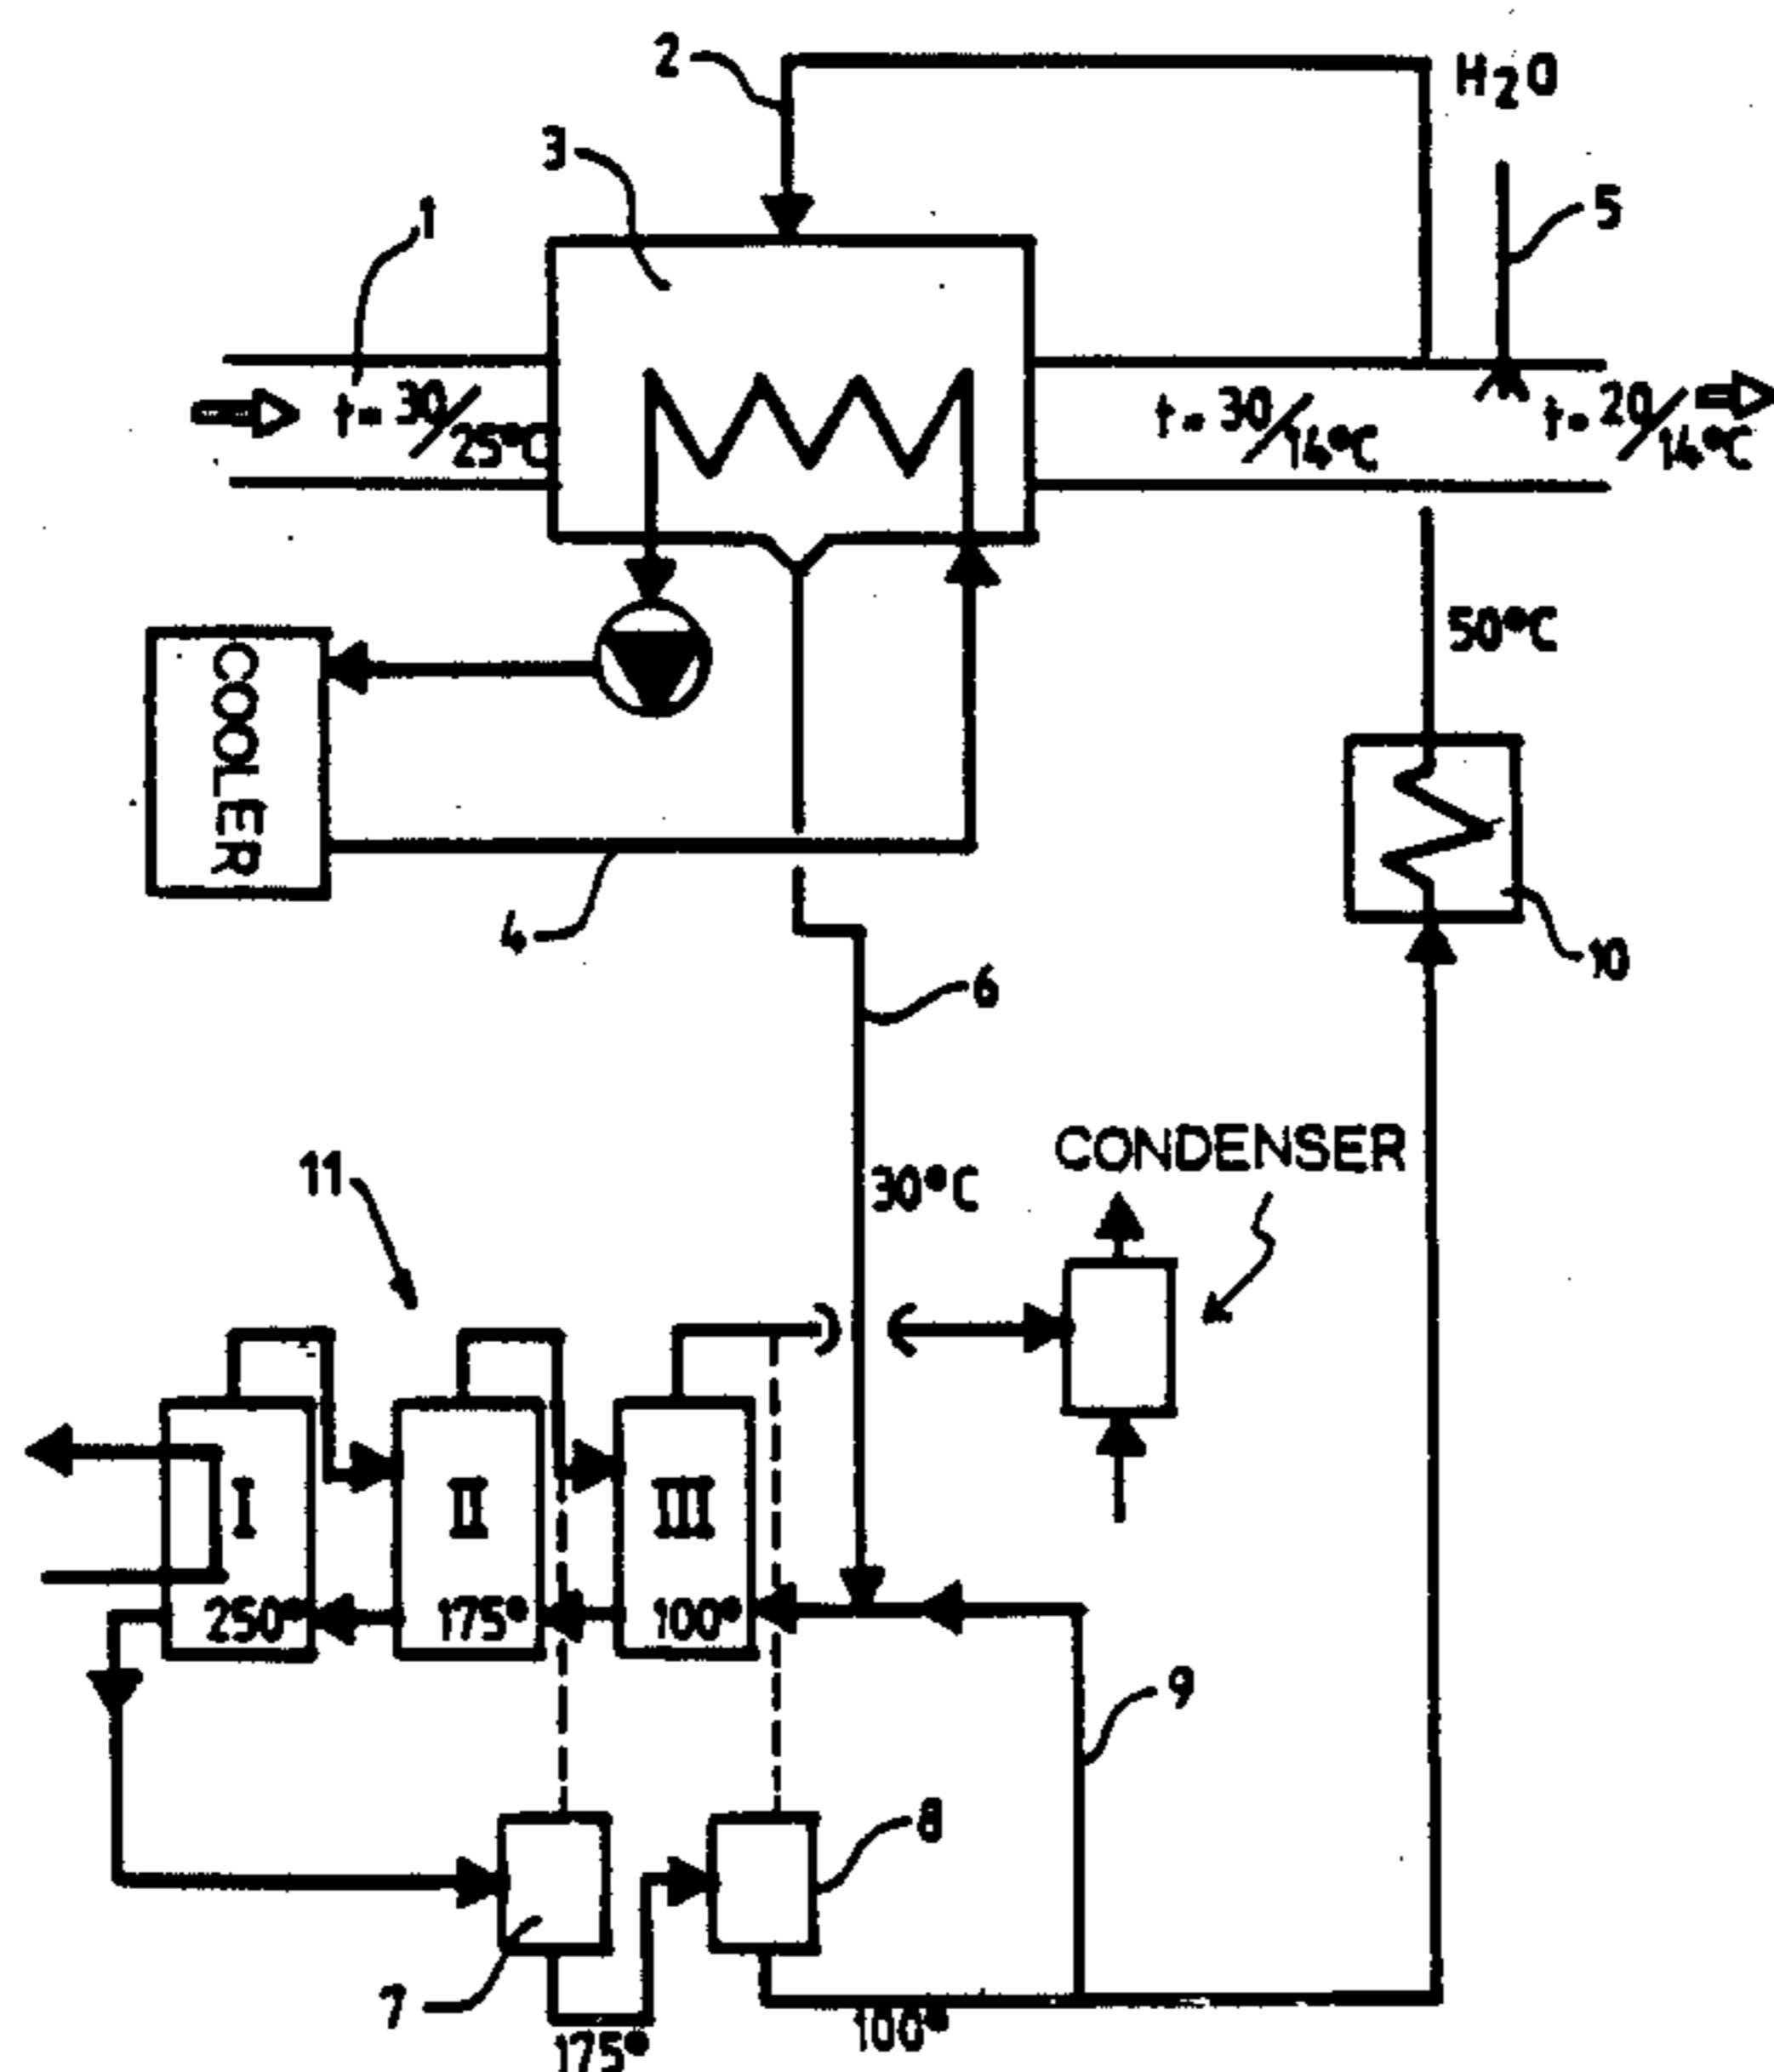 2
H2O
3
1
5
t= 30/25°C
t= 30/14°C
t= 20/14°C
50°C
COOLER
4
10
6
CONDENSER
11
30°C
I
II
III
250°
175°
100°
9
8
7
100°
175°